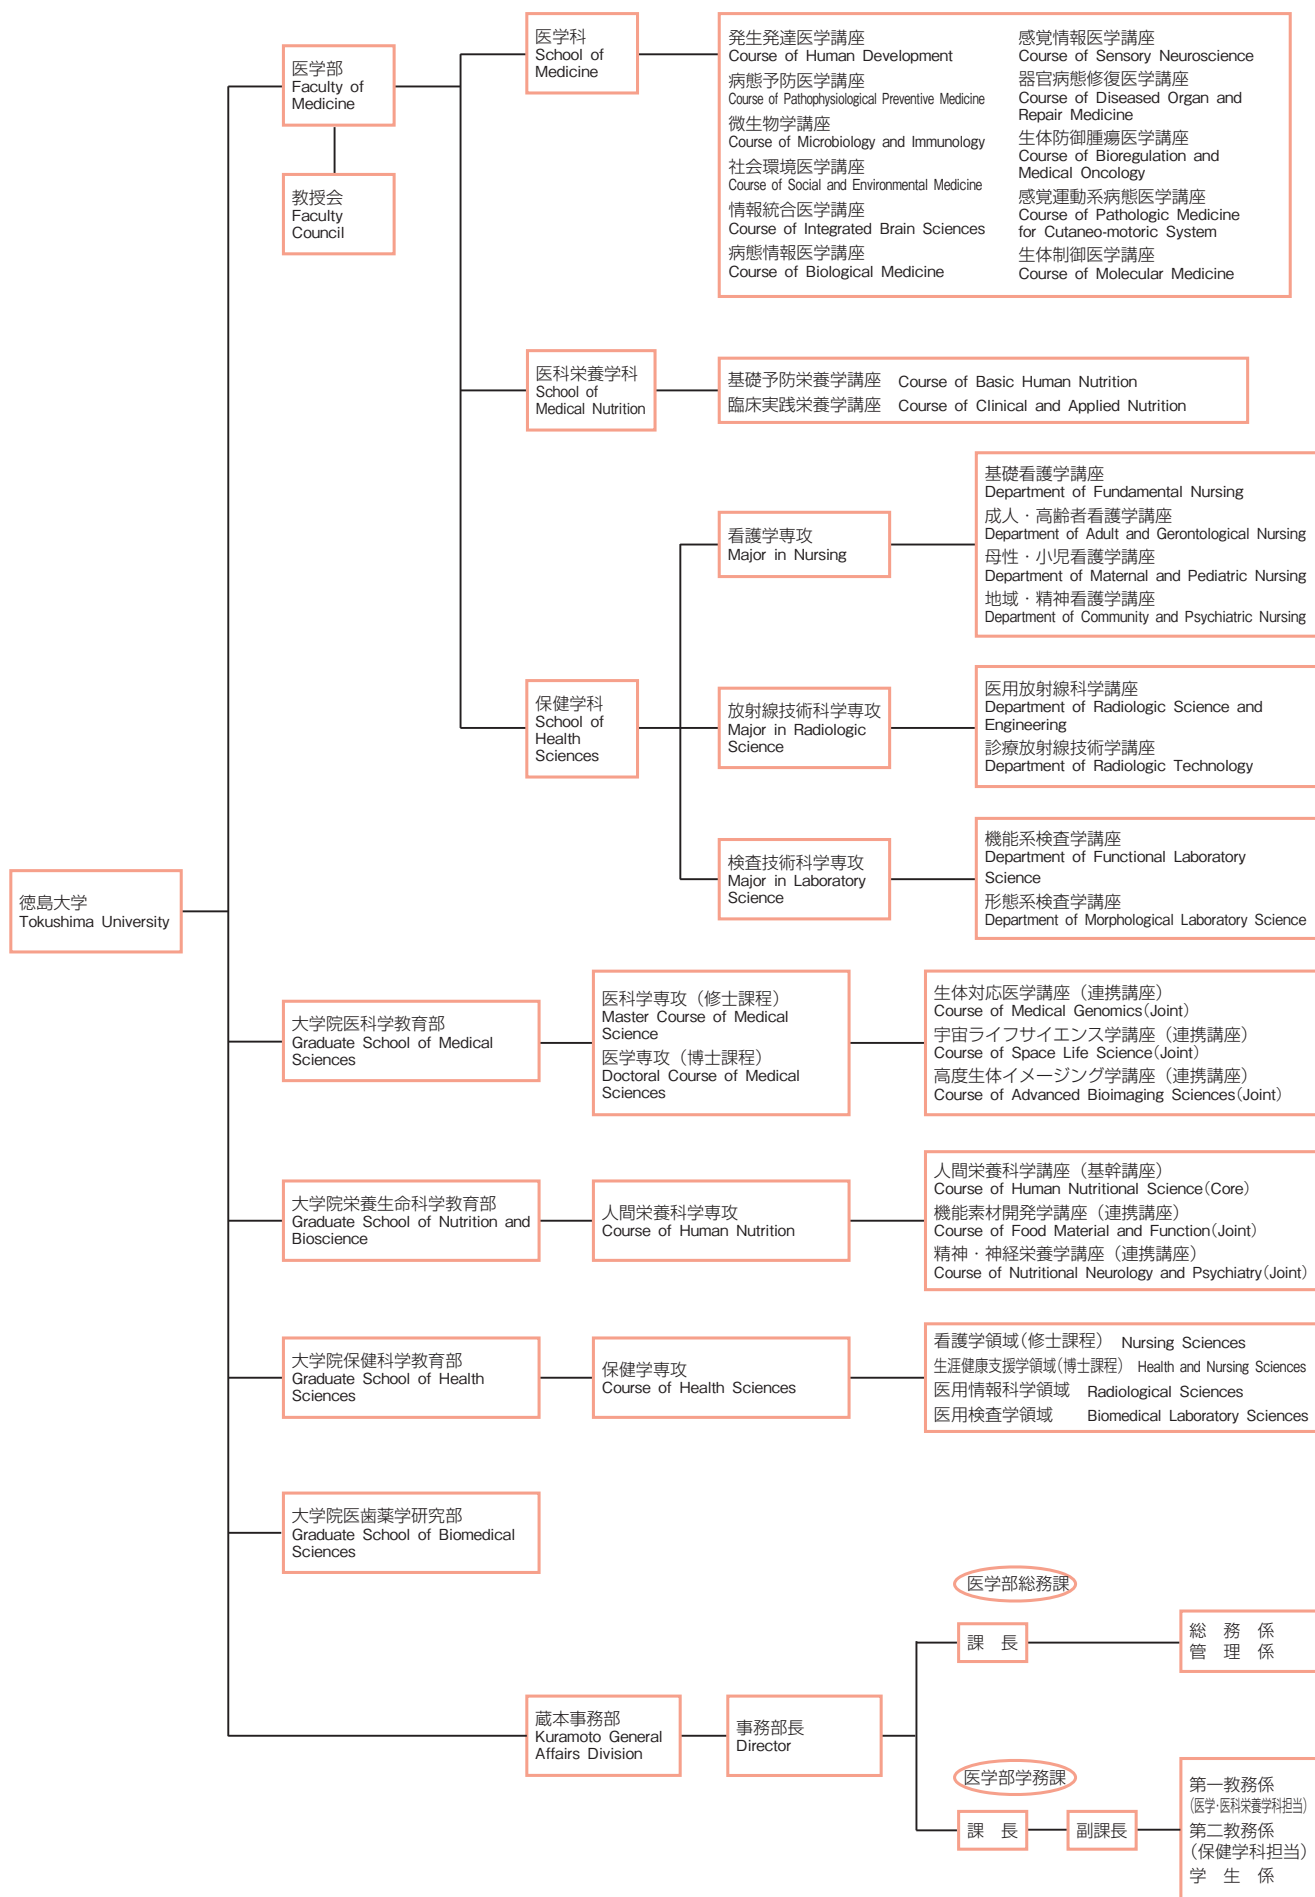 徳島大学
Tokushima University
医学部
Faculty of
Medicine
教授会
Faculty
Council
医学科
School of
Medicine
発生発達医学講座
Course of Human Development
病態予防医学講座
Course of Pathophysiological Preventive Medicine
微生物学講座
Course of Microbiology and Immunology
社会環境医学講座
Course of Social and Environmental Medicine
情報統合医学講座
Course of Integrated Brain Sciences
病態情報医学講座
Course of Biological Medicine
感覚情報医学講座
Course of Sensory Neuroscience
器官病態修復医学講座
Course of Diseased Organ and
Repair Medicine
生体防御腫瘍医学講座
Course of Bioregulation and
Medical Oncology
感覚運動系病態医学講座
Course of Pathologic Medicine
for Cutaneo-motoric System
生体制御医学講座
Course of Molecular Medicine
医科栄養学科
School of
Medical Nutrition
基礎予防栄養学講座 Course of Basic Human Nutrition
臨床実践栄養学講座 Course of Clinical and Applied Nutrition
保健学科
School of
Health
Sciences
看護学専攻
Major in Nursing
基礎看護学講座
Department of Fundamental Nursing
成人・高齢者看護学講座
Department of Adult and Gerontological Nursing
母性・小児看護学講座
Department of Maternal and Pediatric Nursing
地域・精神看護学講座
Department of Community and Psychiatric Nursing
放射線技術科学専攻
Major in Radiologic
Science
医用放射線科学講座
Department of Radiologic Science and
Engineering
診療放射線技術学講座
Department of Radiologic Technology
検査技術科学専攻
Major in Laboratory
Science
機能系検査学講座
Department of Functional Laboratory
Science
形態系検査学講座
Department of Morphological Laboratory Science
大学院医科学教育部
Graduate School of Medical
Sciences
医科学専攻（修士課程）
Master Course of Medical
Science
医学専攻（博士課程）
Doctoral Course of Medical
Sciences
生体対応医学講座（連携講座）
Course of Medical Genomics(Joint)
宇宙ライフサイエンス学講座（連携講座）
Course of Space Life Science(Joint)
高度生体イメージング学講座（連携講座）
Course of Advanced Bioimaging Sciences(Joint)
大学院栄養生命科学教育部
Graduate School of Nutrition and
Bioscience
人間栄養科学専攻
Course of Human Nutrition
人間栄養科学講座（基幹講座）
Course of Human Nutritional Science(Core)
機能素材開発学講座（連携講座）
Course of Food Material and Function(Joint)
精神・神経栄養学講座（連携講座）
Course of Nutritional Neurology and Psychiatry(Joint)
大学院保健科学教育部
Graduate School of Health
Sciences
保健学専攻
Course of Health Sciences
看護学領域(修士課程) Nursing Sciences
生涯健康支援学領域(博士課程) Health and Nursing Sciences
医用情報科学領域 Radiological Sciences
医用検査学領域 Biomedical Laboratory Sciences
大学院医歯薬学研究部
Graduate School of Biomedical
Sciences
蔵本事務部
Kuramoto General
Affairs Division
事務部長
Director
医学部総務課
課 長
総 務 係
管 理 係
医学部学務課
課 長
副課長
第一教務係
(医学・医科栄養学科担当)
第二教務係
(保健学科担当)
学 生 係